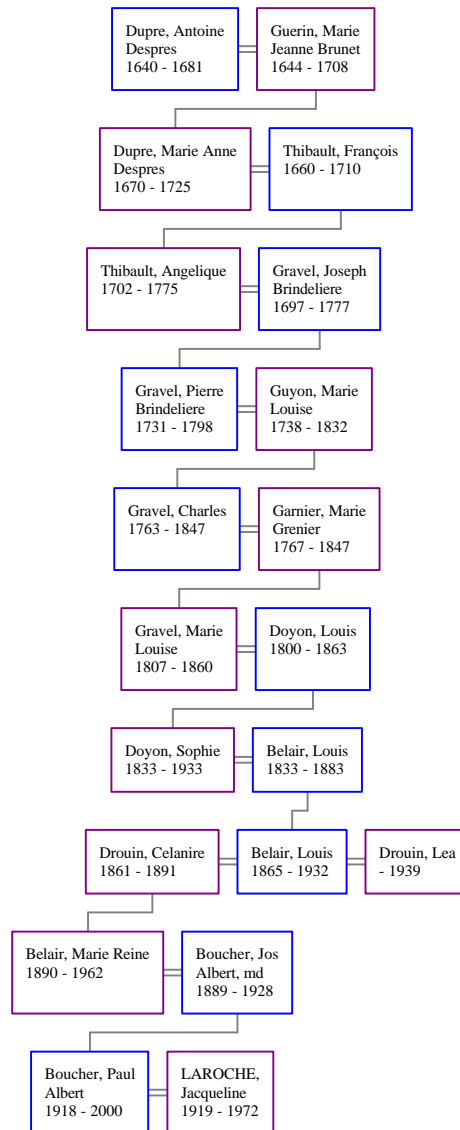 Dupre, Antoine
Despres
1640 - 1681
Guerin, Marie
Jeanne Brunet
1644 - 1708
Dupre, Marie Anne
Despres
1670 - 1725
Thibault, François
1660 - 1710
Thibault, Angelique
1702 - 1775
Gravel, Joseph
Brindeliere
1697 - 1777
Gravel, Pierre
Brindeliere
1731 - 1798
Guyon, Marie
Louise
1738 - 1832
Gravel, Charles
1763 - 1847
Garnier, Marie
Grenier
1767 - 1847
Gravel, Marie
Louise
1807 - 1860
Doyon, Louis
1800 - 1863
Doyon, Sophie
1833 - 1933
Belair, Louis
1833 - 1883
Drouin, Celanire
1861 - 1891
Belair, Louis
1865 - 1932
Drouin, Lea
- 1939
Belair, Marie Reine
1890 - 1962
Boucher, Jos
Albert, md
1889 - 1928
Boucher, Paul
Albert
1918 - 2000
LAROCHE,
Jacqueline
1919 - 1972